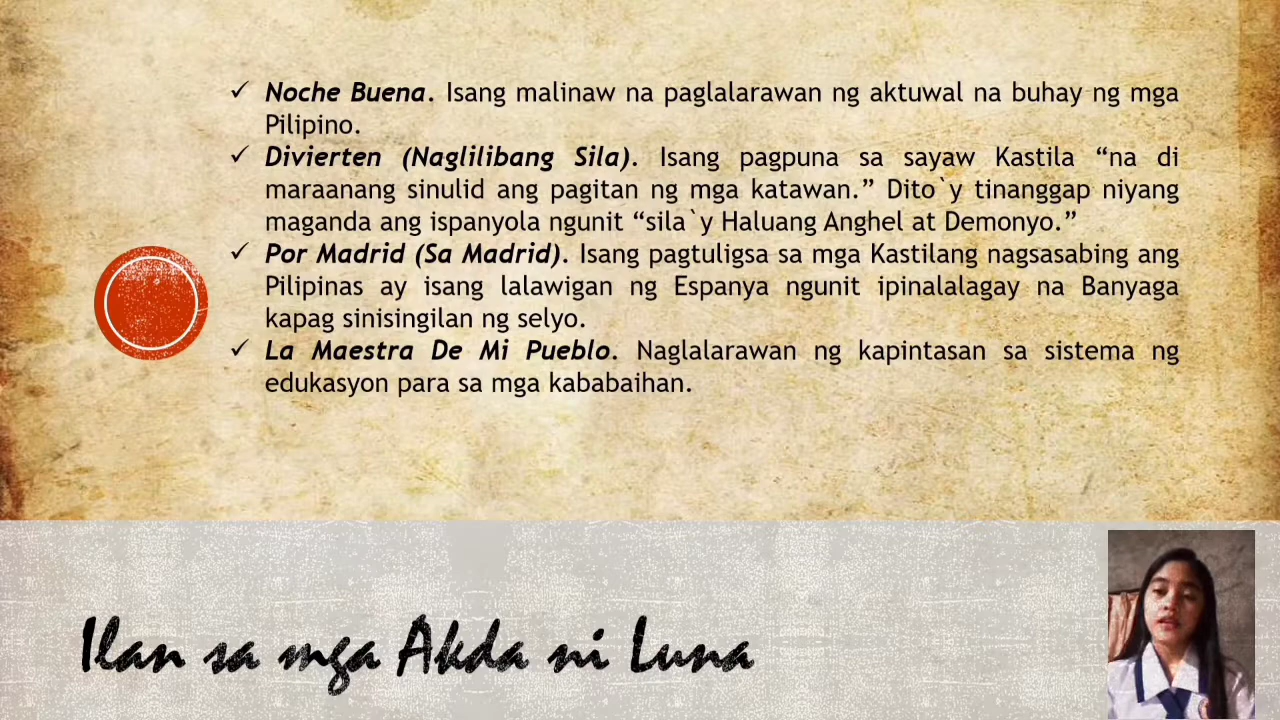 ✓ Noche Buena. Isang malinaw na paglalarawan ng aktuwal na buhay ng mga
Pilipino.
✓ Divierten (Naglilibang Sila). Isang pagpuna sa sayaw Kastila “na di
maraanang sinulid ang pagitan ng mga katawan.” Dito`y tinanggap niyang
maganda ang ispanyola ngunit “sila`y Haluang Anghel at Demonyo.”
✓ Por Madrid (Sa Madrid). Isang pagtuligsa sa mga Kastilang nagsasabing ang
Pilipinas ay isang lalawigan ng Espanya ngunit ipinalalagay na Banyaga
kapag sinisingilan ng selyo.
✓ La Maestra De Mi Pueblo. Naglalarawan ng kapintasan sa sistema ng
edukasyon para sa mga kababaihan.
Ilan sa mga Akda ni Luna